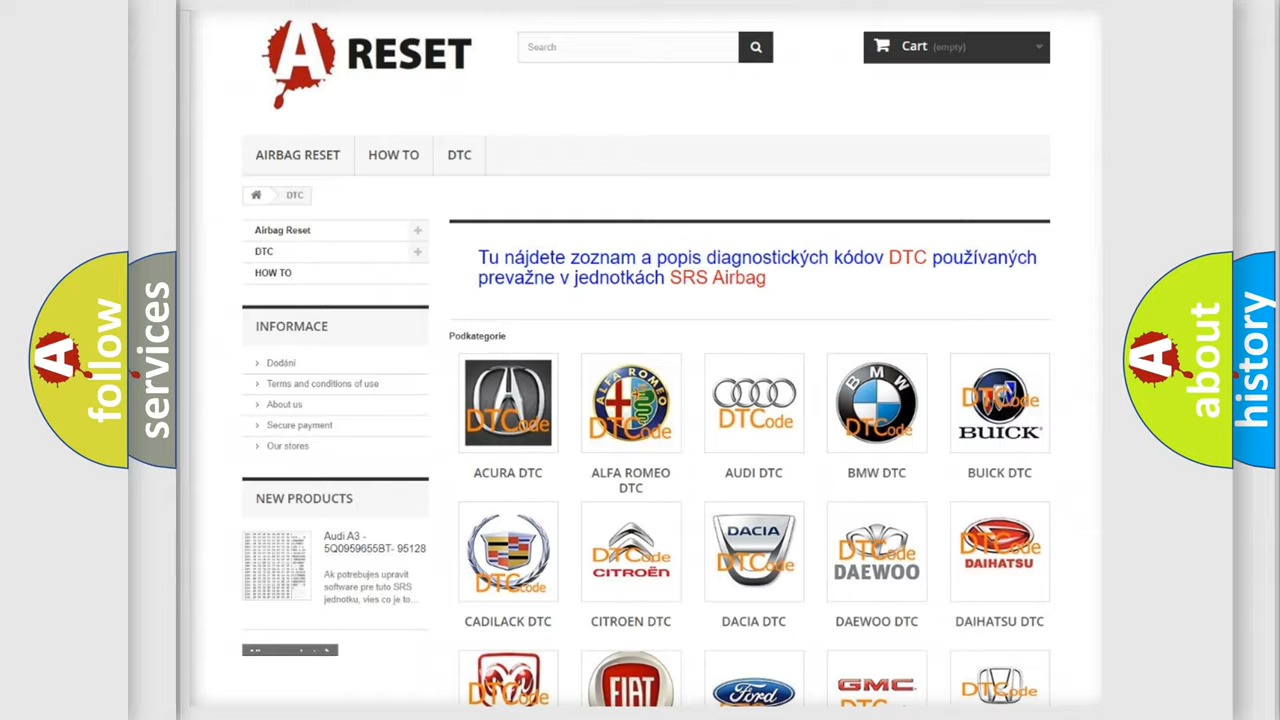 A RESET
Search
Cart (empty)
AIRBAG RESET
HOW TO
DTC
DTC
Airbag Reset
DTC
HOW TO
INFORMACE
Dodání
Terms and conditions of use
About us
Secure payment
Our stores
NEW PRODUCTS
Audi A3 -
5Q0959655BT- 95128
Ak potrebujes upravit
software pre tuto SRS
jednotku, vies co je to...
Tu nájdete zoznam a popis diagnostických kódov DTC používaných
prevažne v jednotkách SRS Airbag
Podkategorie
DTCode
ALFA ROMEO
DTCode
DTCode
BMW
DTCode
DTCode
BUICK
ACURA DTC
ALFA ROMEO
DTC
AUDI DTC
BMW DTC
BUICK DTC
DTCode
DTCode
CITROËN
DACIA
DTCode
DTCode
DAEWOO
DTCode
DAIHATSU
CADILACK DTC
CITROEN DTC
DACIA DTC
DAEWOO DTC
DAIHATSU DTC
DTCode
FIAT
Ford
GMC
DTCode
A follow
services
A about
history